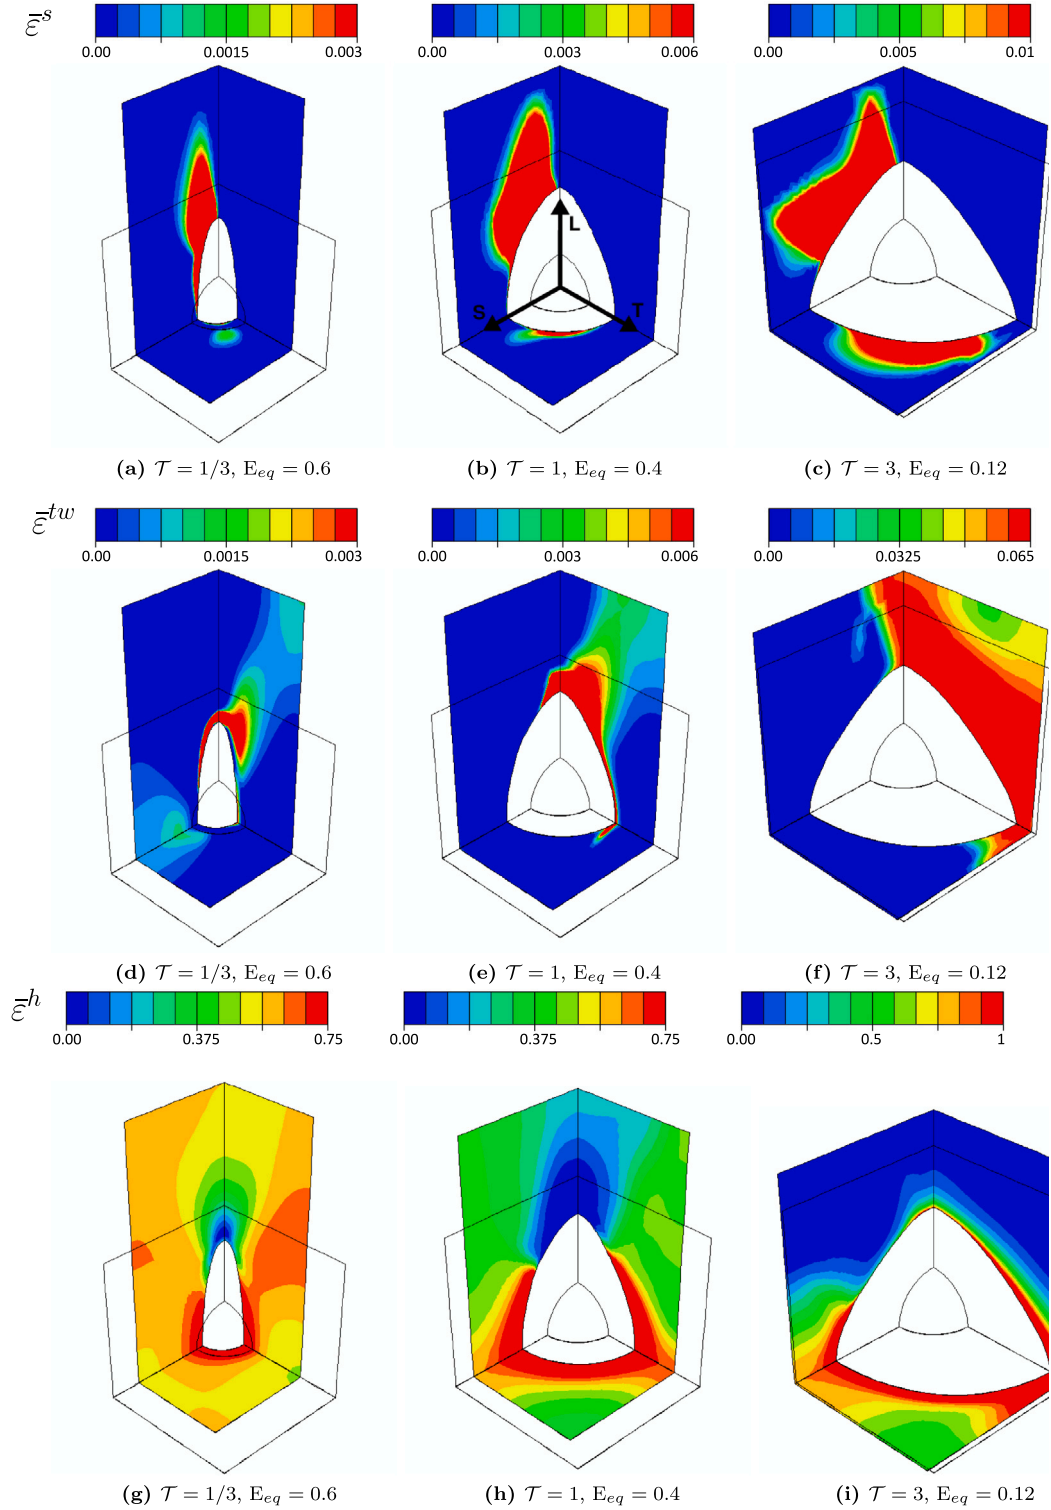 ε̄ˢ
0.00 0.0015 0.003 0.00 0.003 0.006 0.00 0.005 0.01
L
S T
(a) 𝒯 = 1/3, E_eq = 0.6 (b) 𝒯 = 1, E_eq = 0.4 (c) 𝒯 = 3, E_eq = 0.12
ε̄ᵗʷ
0.00 0.0015 0.003 0.00 0.003 0.006 0.00 0.0325 0.065
(d) 𝒯 = 1/3, E_eq = 0.6 (e) 𝒯 = 1, E_eq = 0.4 (f) 𝒯 = 3, E_eq = 0.12
ε̄ʰ
0.00 0.375 0.75 0.00 0.375 0.75 0.00 0.5 1
(g) 𝒯 = 1/3, E_eq = 0.6 (h) 𝒯 = 1, E_eq = 0.4 (i) 𝒯 = 3, E_eq = 0.12